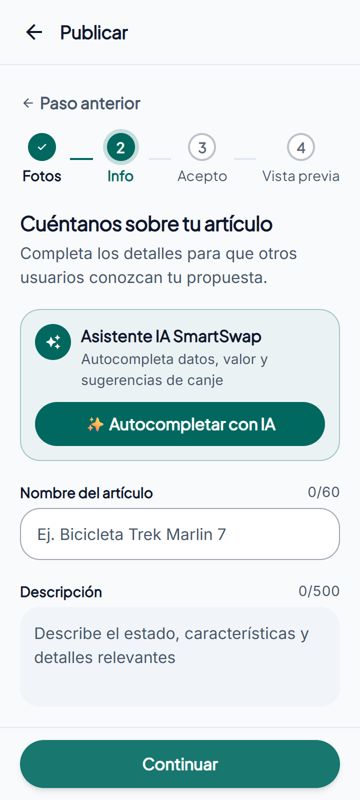 Publicar
Paso anterior
2
3
4
Fotos
Info
Acepto
Vista previa
Cuéntanos sobre tu artículo
Completa los detalles para que otros
usuarios conozcan tu propuesta.
Asistente IA SmartSwap
Autocompleta datos, valor y
sugerencias de canje
✨ Autocompletar con IA
Nombre del artículo
0/60
Ej. Bicicleta Trek Marlin 7
Descripción
0/500
Describe el estado, características y
detalles relevantes
Continuar